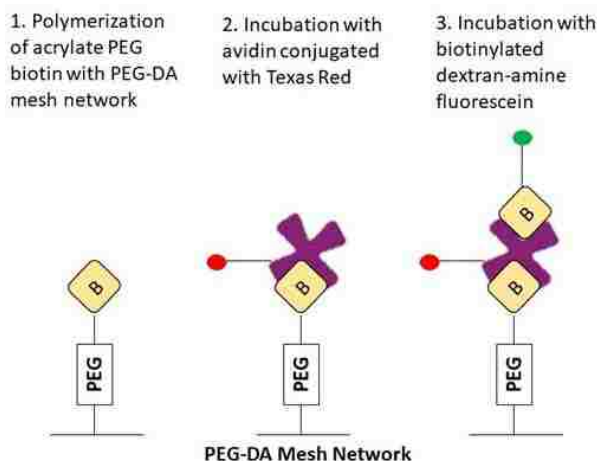 1. Polymerization
of acrylate PEG
biotin with PEG-DA
mesh network
2. Incubation with
avidin conjugated
with Texas Red
3. Incubation with
biotinylated
dextran-amine
fluorescein
B
PEG
B
PEG
B
B
PEG
PEG-DA Mesh Network